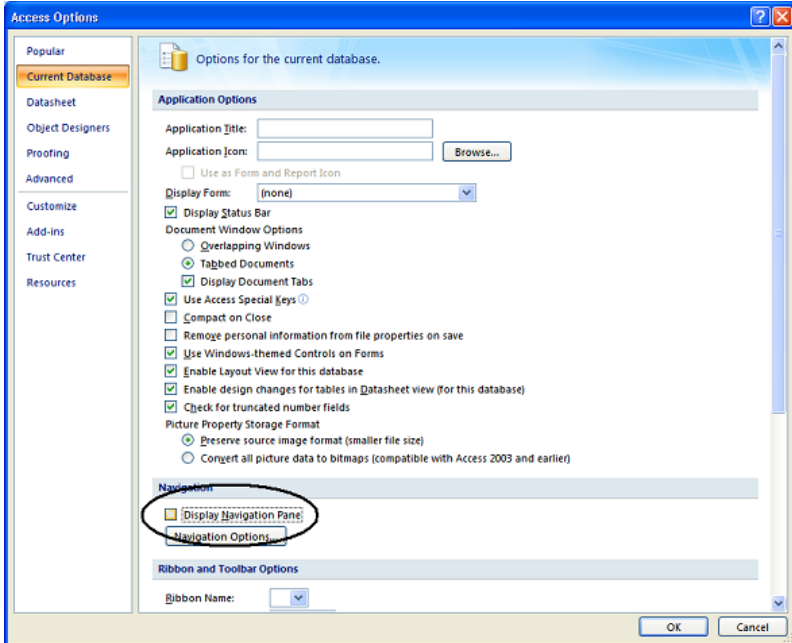 Access Options
Popular
Current Database
Datasheet
Object Designers
Proofing
Advanced
Customize
Add-ins
Trust Center
Resources
Options for the current database.
Application Options
Application Title:
Application Icon:
Browse...
Use as Form and Report Icon
Display Form:
(none)
Display Status Bar
Document Window Options
Overlapping Windows
Tabbed Documents
Display Document Tabs
Use Access Special Keys
Compact on Close
Remove personal information from file properties on save
Use Windows-themed Controls on Forms
Enable Layout View for this database
Enable design changes for tables in Datasheet view (for this database)
Check for truncated number fields
Picture Property Storage Format
Preserve source image format (smaller file size)
Convert all picture data to bitmaps (compatible with Access 2003 and earlier)
Navigation
Display Navigation Pane
Navigation Options...
Ribbon and Toolbar Options
Ribbon Name:
OK
Cancel